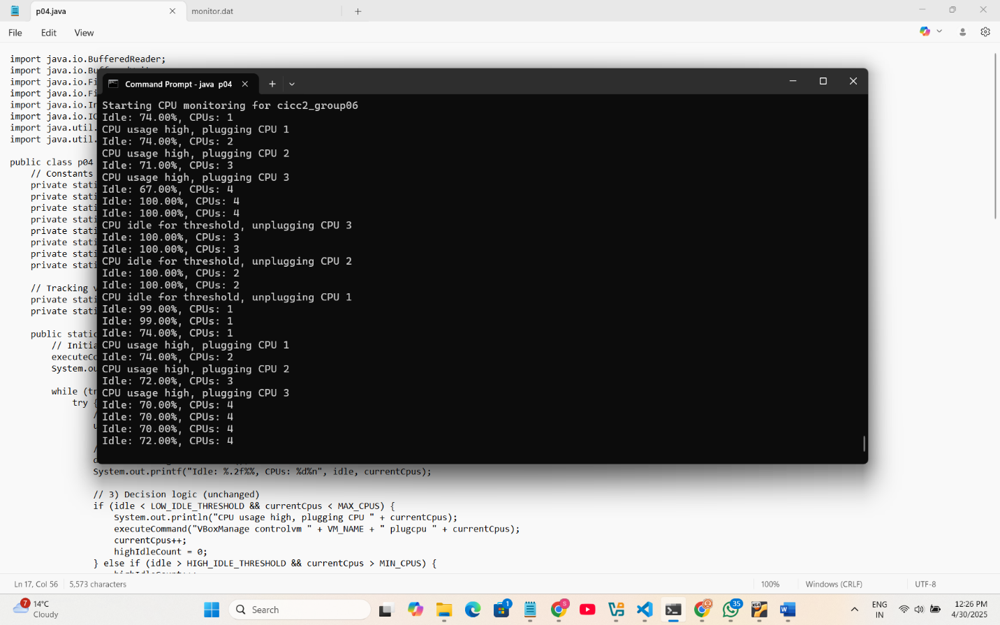 p04.java
monitor.dat
File Edit View
import java.io.BufferedReader;
import java.io.Bu
import java.io.Fi
import java.io.Fi
import java.io.In
import java.io.IO
import java.util.
import java.util.
public class p04
// Constants
private stati
private stati
private stati
private stati
private stati
private stati
private stati
private stati
// Tracking v
private stati
private stati
public static
// Initia
executeCo
System.ou
while (tr
try {
Command Prompt - java p04
Starting CPU monitoring for cicc2_group06
Idle: 74.00%, CPUs: 1
CPU usage high, plugging CPU 1
Idle: 74.00%, CPUs: 2
CPU usage high, plugging CPU 2
Idle: 71.00%, CPUs: 3
CPU usage high, plugging CPU 3
Idle: 67.00%, CPUs: 4
Idle: 100.00%, CPUs: 4
Idle: 100.00%, CPUs: 4
CPU idle for threshold, unplugging CPU 3
Idle: 100.00%, CPUs: 3
Idle: 100.00%, CPUs: 3
CPU idle for threshold, unplugging CPU 2
Idle: 100.00%, CPUs: 2
Idle: 100.00%, CPUs: 2
CPU idle for threshold, unplugging CPU 1
Idle: 99.00%, CPUs: 1
Idle: 99.00%, CPUs: 1
Idle: 74.00%, CPUs: 1
CPU usage high, plugging CPU 1
Idle: 74.00%, CPUs: 2
CPU usage high, plugging CPU 2
Idle: 72.00%, CPUs: 3
CPU usage high, plugging CPU 3
Idle: 70.00%, CPUs: 4
Idle: 70.00%, CPUs: 4
Idle: 70.00%, CPUs: 4
Idle: 72.00%, CPUs: 4
System.out.printf("Idle: %.2f%%, CPUs: %d%n", idle, currentCpus);
// 3) Decision logic (unchanged)
if (idle < LOW_IDLE_THRESHOLD && currentCpus < MAX_CPUS) {
System.out.println("CPU usage high, plugging CPU " + currentCpus);
executeCommand("VBoxManage controlvm " + VM_NAME + " plugcpu " + currentCpus);
currentCpus++;
highIdleCount = 0;
} else if (idle > HIGH_IDLE_THRESHOLD && currentCpus > MIN_CPUS) {
Ln 17, Col 56 5,573 characters 100% Windows (CRLF) UTF-8
7 14°C
Cloudy
Search
1
S
35
W
ENG
IN
12:26 PM
4/30/2025